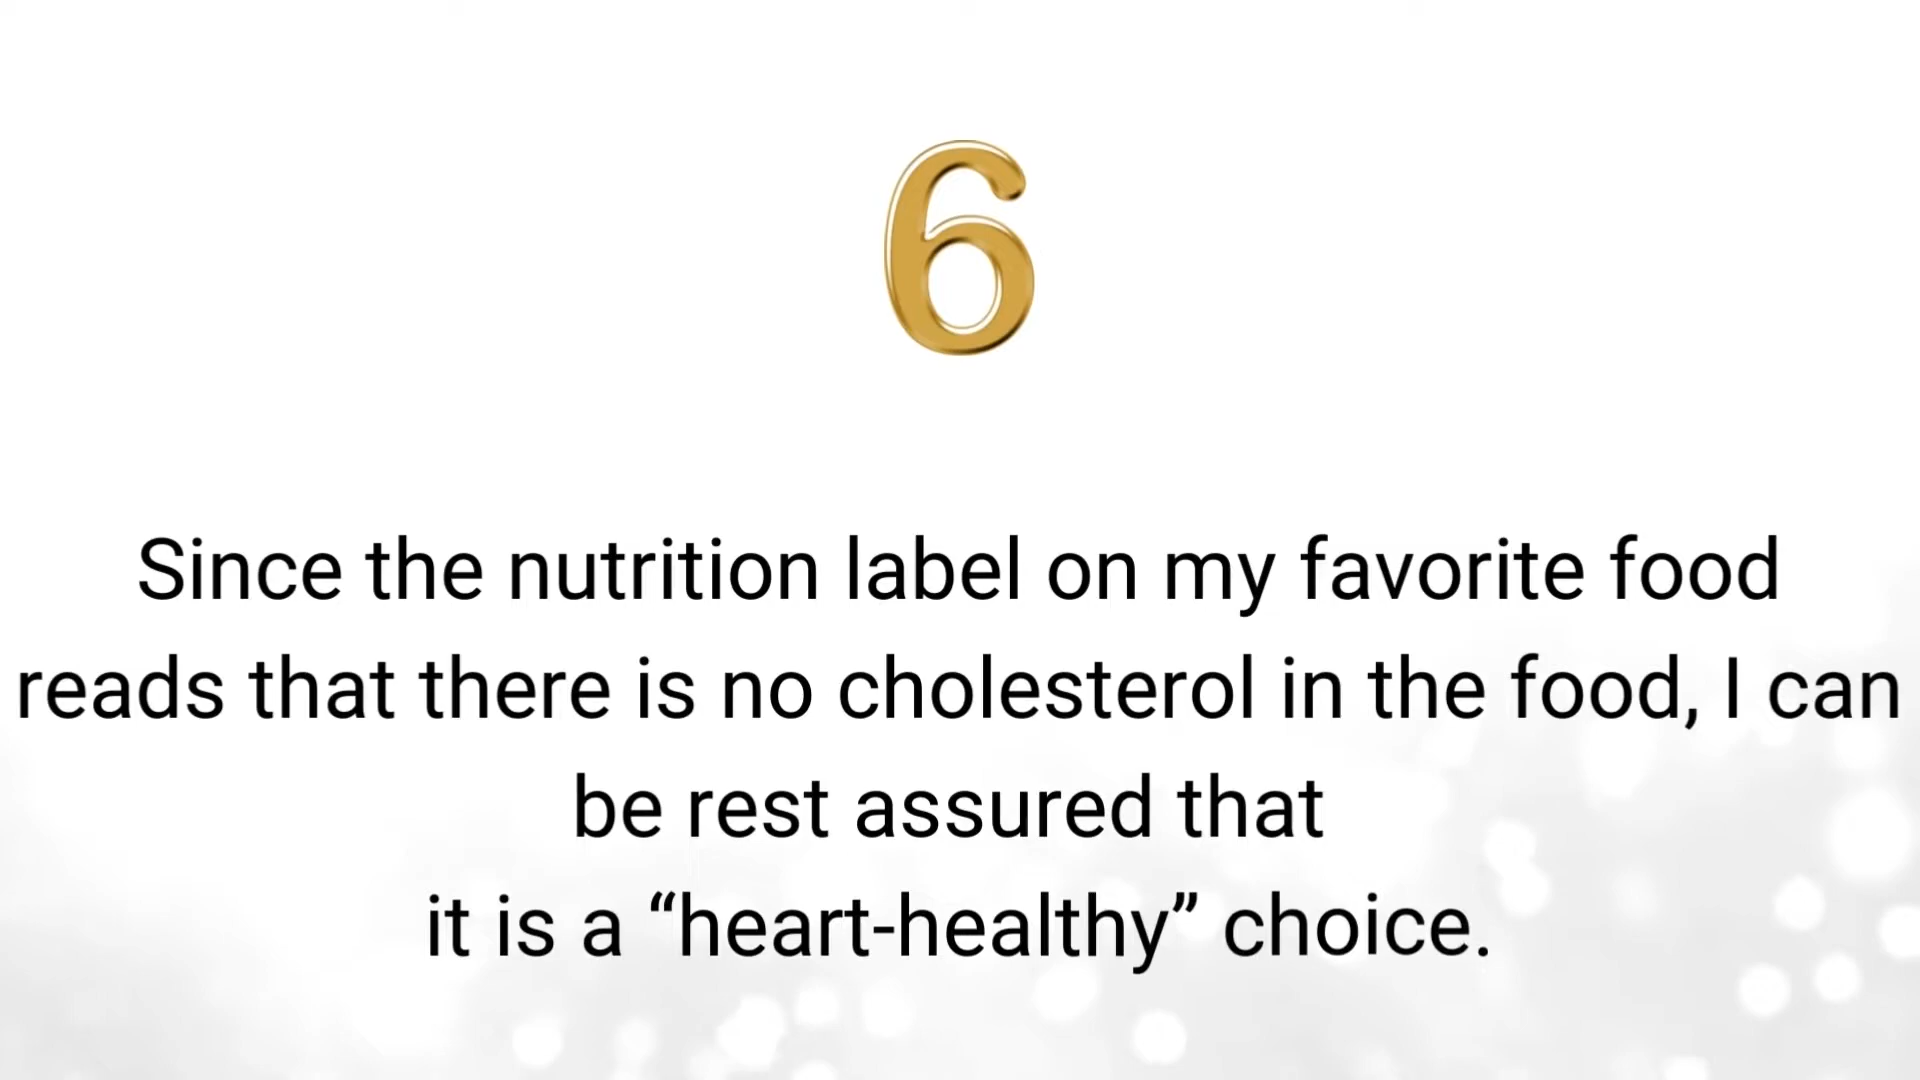 6
Since the nutrition label on my favorite food
reads that there is no cholesterol in the food, I can
be rest assured that
it is a “heart-healthy” choice.